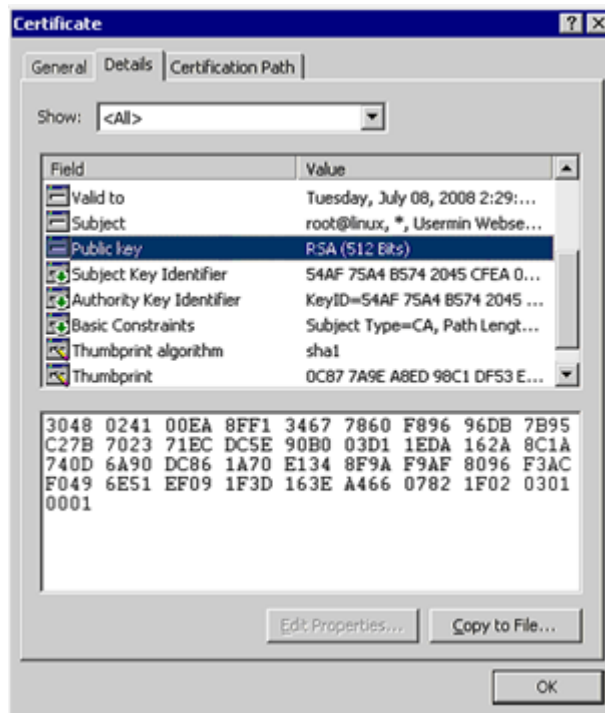 Certificate
General Details Certification Path
Show: <All>
Field Value
Valid to Tuesday, July 08, 2008 2:29:...
Subject root@linux, *, Usermin Webse...
Public key RSA (512 Bits)
Subject Key Identifier 54AF 75A4 B574 2045 CFEA 0...
Authority Key Identifier KeyID=54AF 75A4 B574 2045 ...
Basic Constraints Subject Type=CA, Path Lengt...
Thumbprint algorithm sha1
Thumbprint 0C87 7A9E A8ED 98C1 DF53 E...
3048 0241 00EA 8FF1 3467 7860 F896 96DB 7B95
C27B 7023 71EC DC5E 90B0 03D1 1EDA 162A 8C1A
740D 6A90 DC86 1A70 E134 8F9A F9AF 8096 F3AC
F049 6E51 EF09 1F3D 163E A466 0782 1F02 0301
0001
Edit Properties... Copy to File...
OK